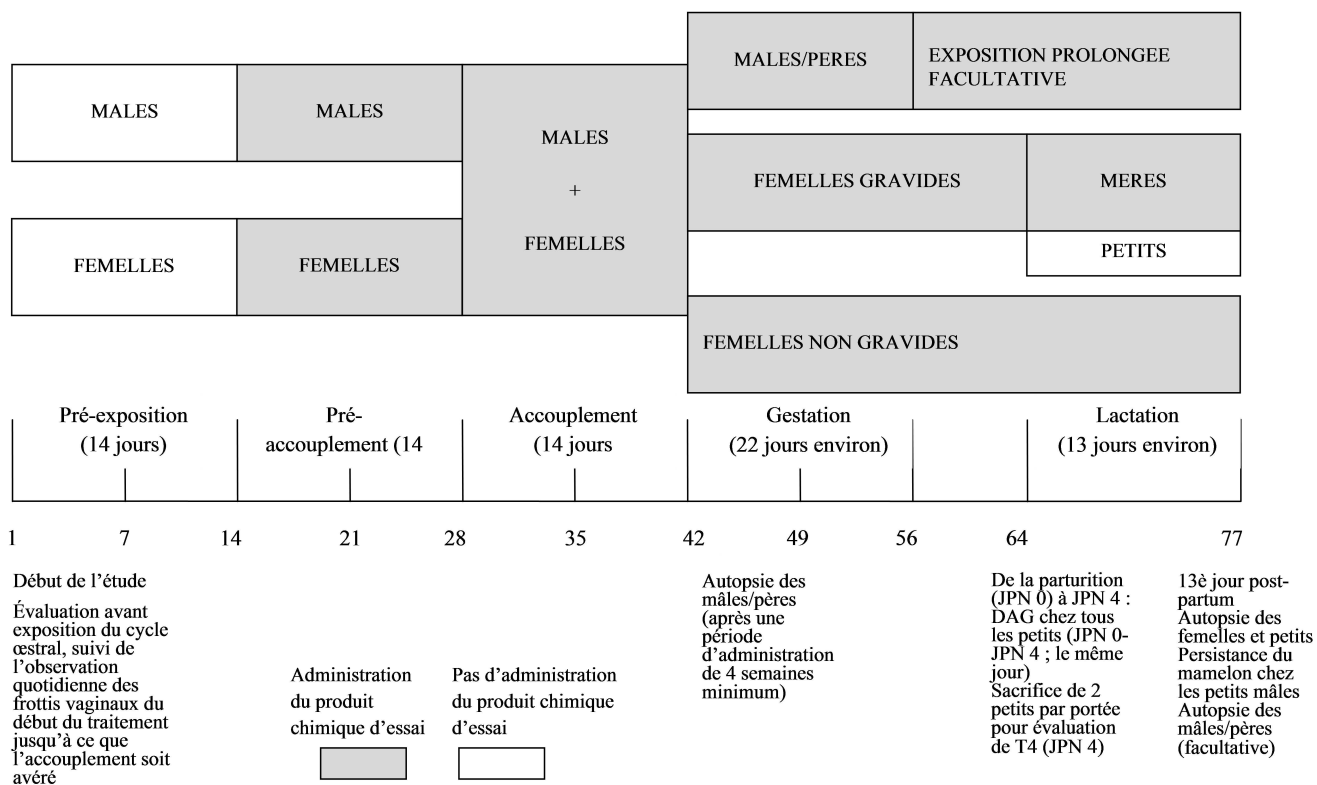 MALES/PERES
EXPOSITION PROLONGEE
FACULTATIVE
MALES
MALES
MALES
+
FEMELLES
FEMELLES GRAVIDES
MERES
PETITS
FEMELLES
FEMELLES
FEMELLES NON GRAVIDES
Pré-exposition
(14 jours)
Pré-
accouplement (14
Accouplement
(14 jours
Gestation
(22 jours environ)
Lactation
(13 jours environ)
1 7 14 21 28 35 42 49 56 64 77
Début de l’étude
Évaluation avant
exposition du cycle
œstral, suivi de
l’observation
quotidienne des
frottis vaginaux du
début du traitement
jusqu’à ce que
l’accouplement soit
avéré
Administration
du produit
chimique d’essai
Pas d’administration
du produit chimique
d’essai
Autopsie des
mâles/pères
(après une
période
d’administration
de 4 semaines
minimum)
De la parturition
(JPN 0) à JPN 4 :
DAG chez tous
les petits (JPN 0-
JPN 4 ; le même
jour)
Sacrifice de 2
petits par portée
pour évaluation
de T4 (JPN 4)
13è jour post-
partum
Autopsie des
femelles et petits
Persistance du
mamelon chez
les petits mâles
Autopsie des
mâles/pères
(facultative)